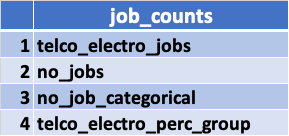 job_counts
1 telco_electro_jobs
2 no_jobs
3 no_job_categorical
4 telco_electro_perc_group